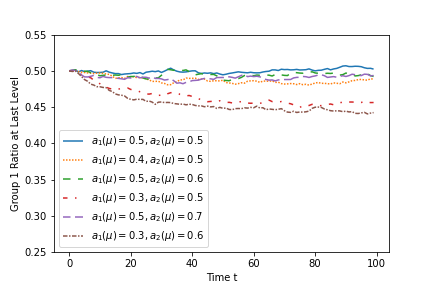 0.55
0.50
0.45
0.40
0.35
0.30
0.25
Group 1 Ratio at Last Level
a₁(μ) = 0.5, a₂(μ) = 0.5
a₁(μ) = 0.4, a₂(μ) = 0.5
a₁(μ) = 0.5, a₂(μ) = 0.6
a₁(μ) = 0.3, a₂(μ) = 0.5
a₁(μ) = 0.5, a₂(μ) = 0.7
a₁(μ) = 0.3, a₂(μ) = 0.6
0 20 40 60 80 100
Time t